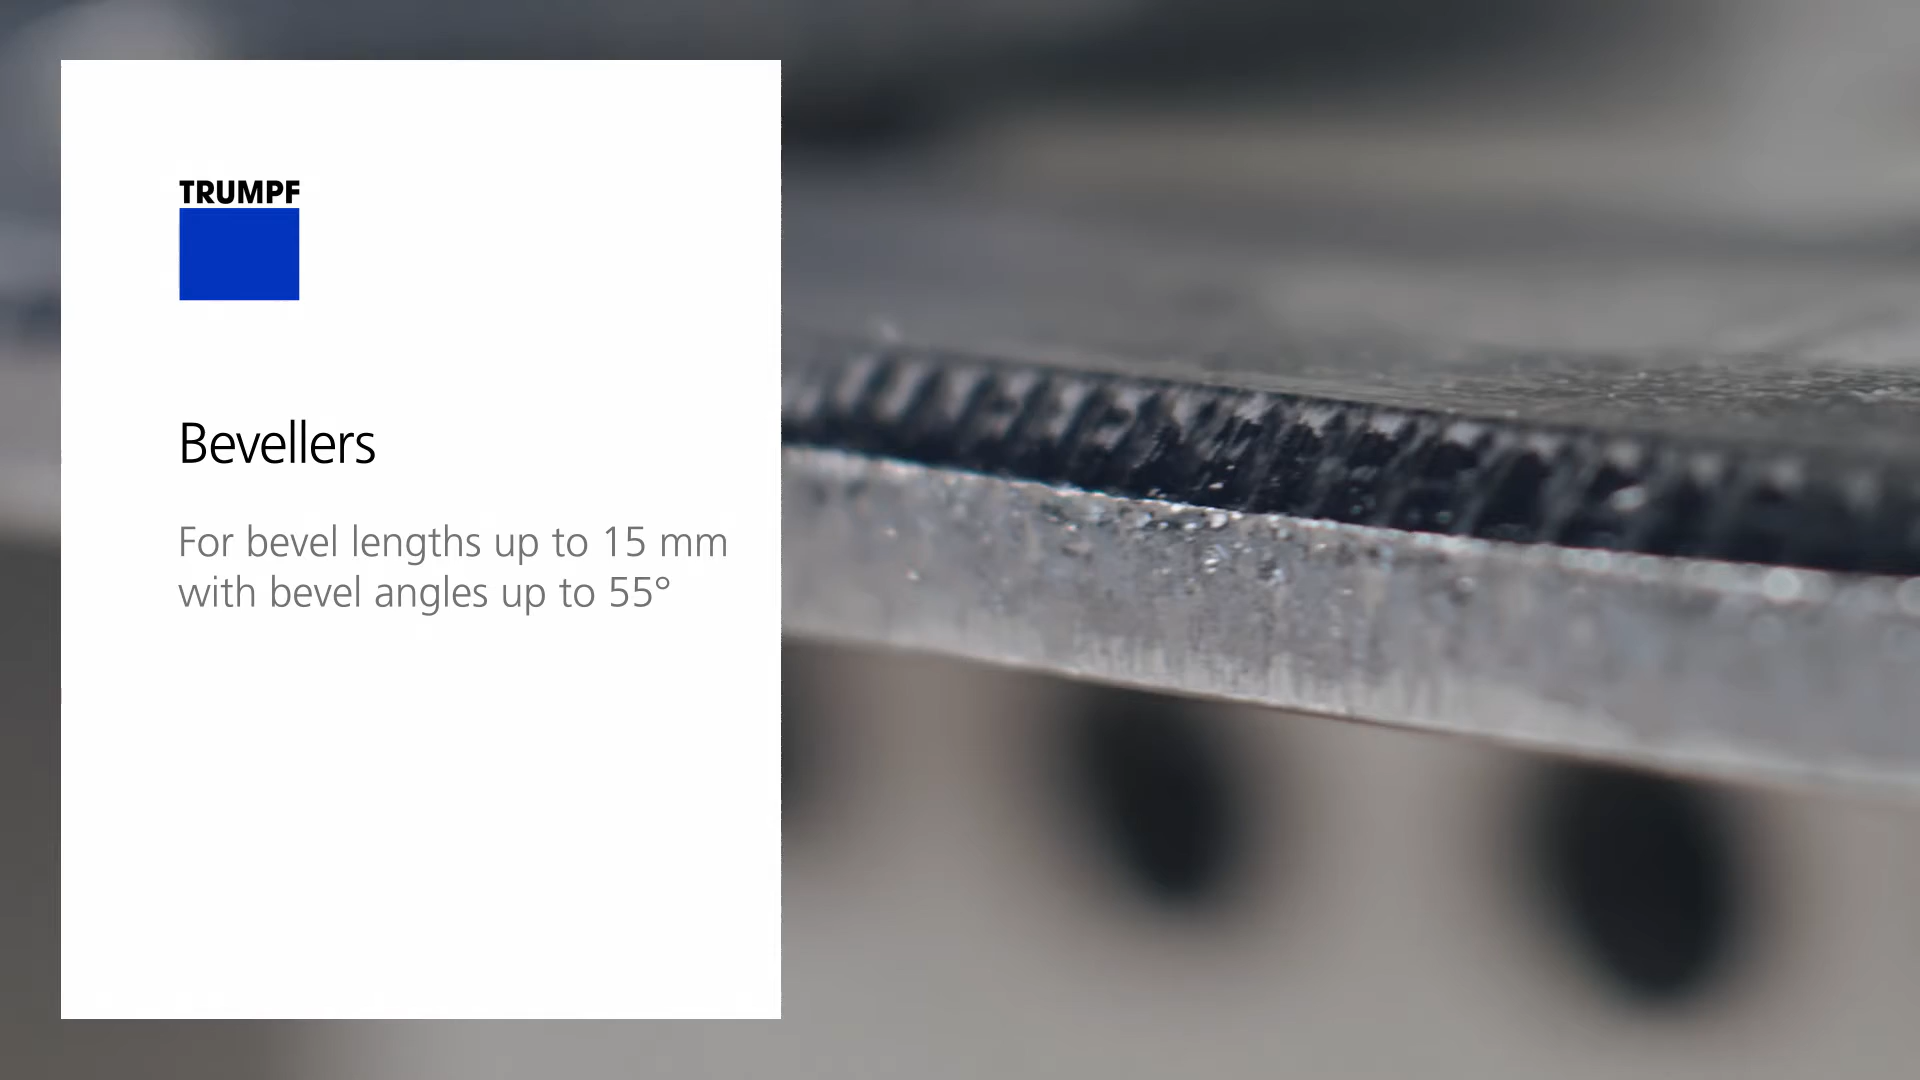 TRUMPF
Bevellers
For bevel lengths up to 15 mm
with bevel angles up to 55°